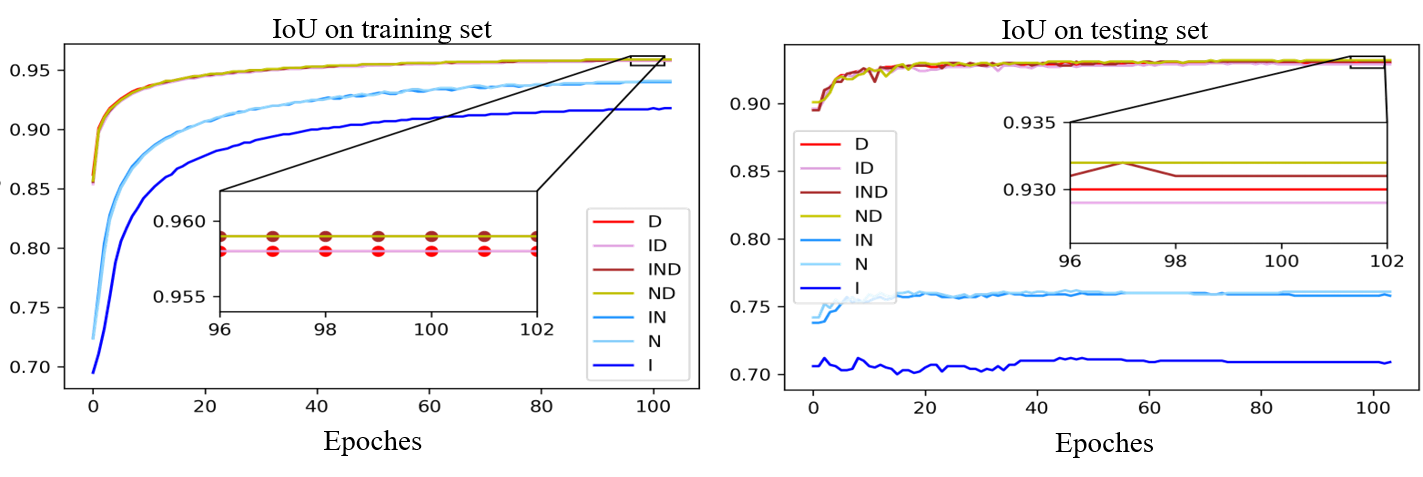 IoU on training set
0.95
0.90
0.85
0.80
0.75
0.70
0.960
0.955
96 98 100 102
D
ID
IND
ND
IN
N
I
0 20 40 60 80 100
Epoches
IoU on testing set
0.90
0.85
0.80
0.75
0.70
D
ID
IND
ND
IN
N
I
0.935
0.930
96 98 100 102
0 20 40 60 80 100
Epoches